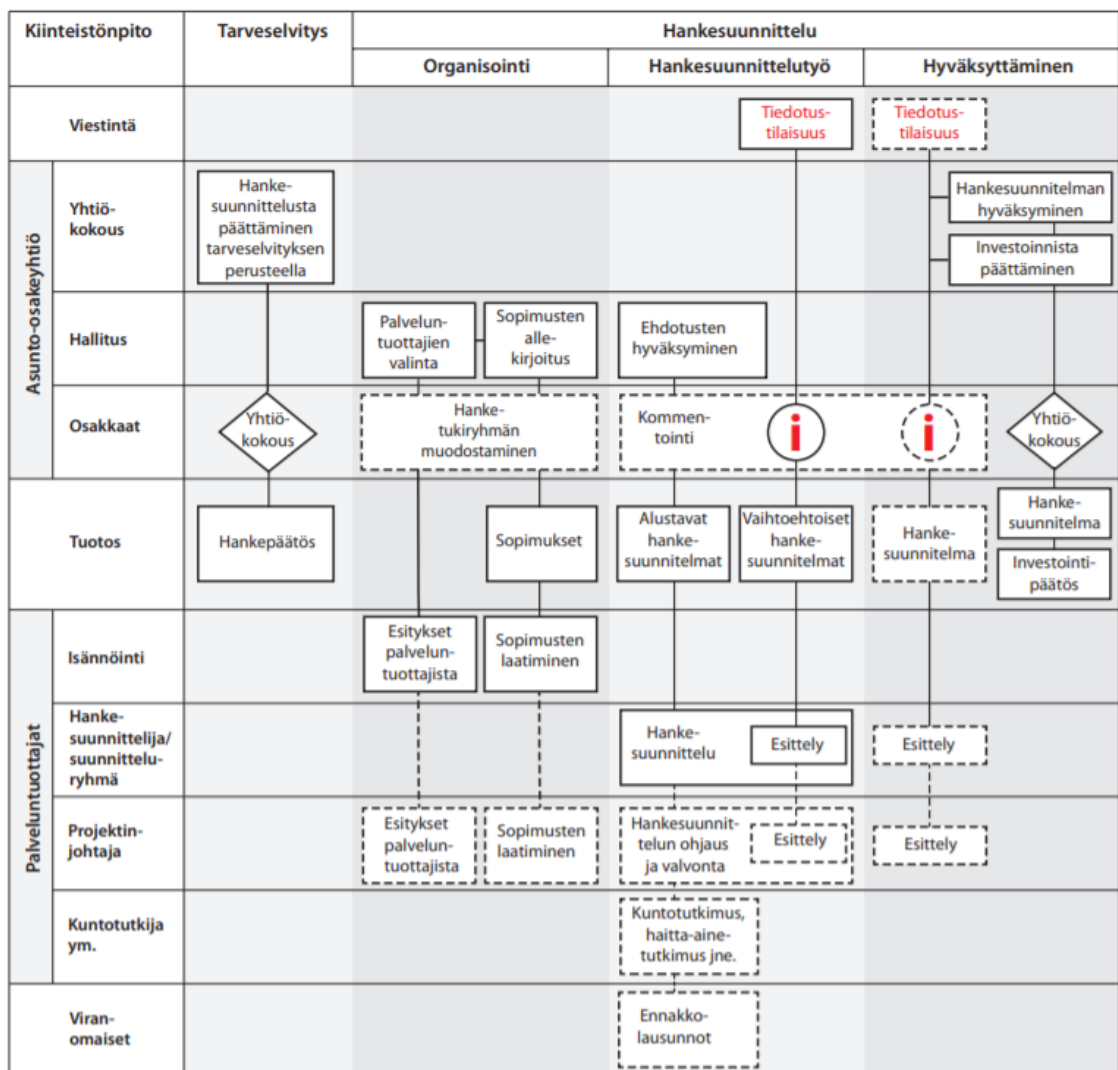 Kiinteistönpito
Tarveselvitys
Hankesuunnittelu
Organisointi
Hankesuunnittelutyö
Hyväksyttäminen
Viestintä
Tiedotus-
tilaisuus
Tiedotus-
tilaisuus
Asunto-osakeyhtiö
Yhtiö-
kokous
Hanke-
suunnittelusta
päättäminen
tarveselvityksen
perusteella
Hankesuunnitelman
hyväksyminen
Investoinnista
päättäminen
Hallitus
Palvelun-
tuottajien
valinta
Sopimusten
alle-
kirjoitus
Ehdotusten
hyväksyminen
Osakkaat
Yhtiö-
kokous
Hanke-
tukiryhmän
muodostaminen
Kommen-
tointi
i
i
Yhtiö-
kokous
Tuotos
Hankepäätös
Sopimukset
Alustavat
hanke-
suunnitelmat
Vaihtoehtoiset
hanke-
suunnitelmat
Hanke-
suunnitelma
Hanke-
suunnitelma
Investointi-
päätös
Palveluntuottajat
Isännöinti
Esitykset
palvelun-
tuottajista
Sopimusten
laatiminen
Hanke-
suunnittelija/
suunnittelu-
ryhmä
Hanke-
suunnittelu
Esittely
Esittely
Projektin-
johtaja
Esitykset
palvelun-
tuottajista
Sopimusten
laatiminen
Hankesuunnit-
telun ohjaus
ja valvonta
Esittely
Esittely
Kuntotutkija
ym.
Kuntotutkimus,
haitta-aine-
tutkimus jne.
Viran-
omaiset
Ennakko-
lausunnot